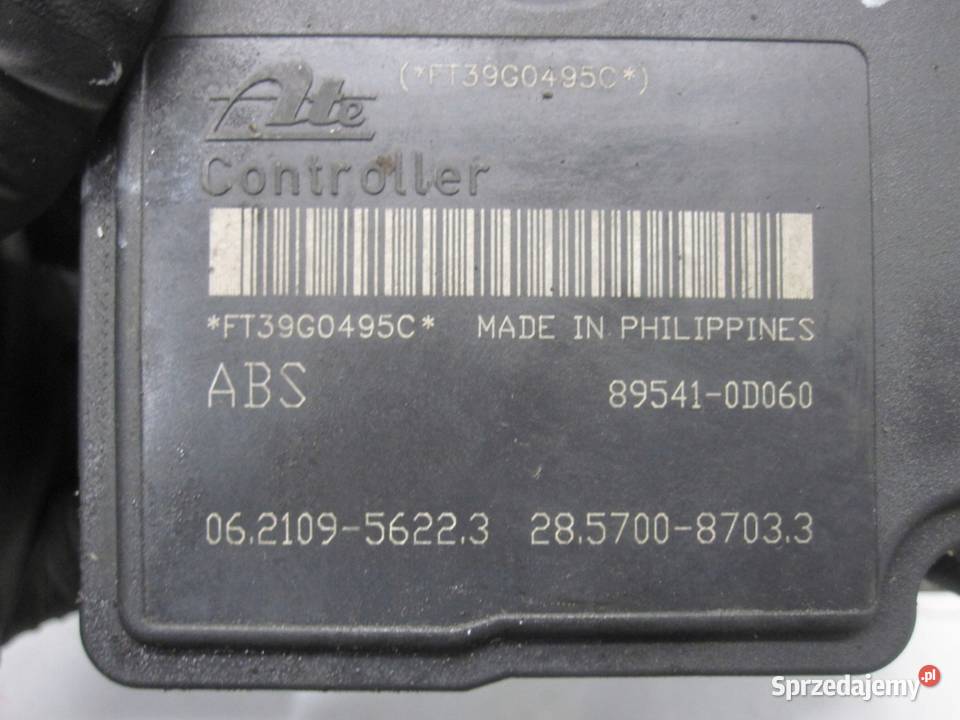 (*FT39G0495C*)
Ate
Controller
*FT39G0495C* MADE IN PHILIPPINES
ABS 89541-0D060
06.2109-5622.3 28.5700-8703.3
Sprzedajemy.pl